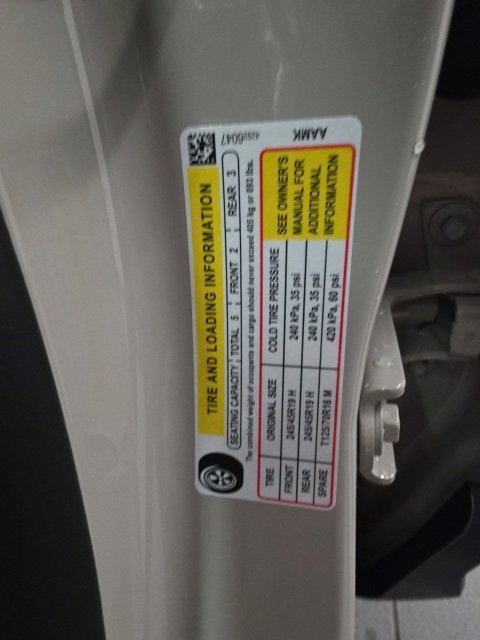 42926047
AAMK
TIRE AND LOADING INFORMATION
SEATING CAPACITY TOTAL 5 FRONT 2 REAR 3
The combined weight of occupants and cargo should never exceed 405 kg or 893 lbs.
TIRE ORIGINAL SIZE COLD TIRE PRESSURE
FRONT 245/45R19 H 240 kPa, 35 psi
REAR 245/45R19 H 240 kPa, 35 psi
SPARE T125/70R16 M 420 kPa, 60 psi
SEE OWNER'S
MANUAL FOR
ADDITIONAL
INFORMATION